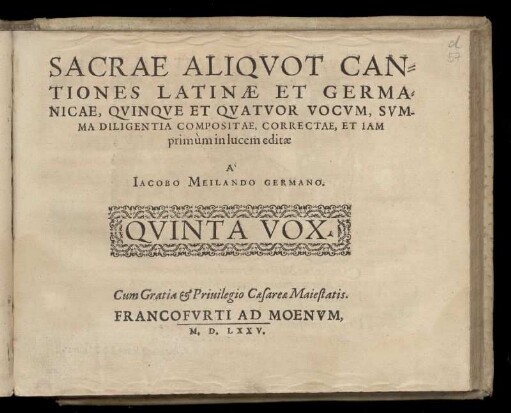 d
57
SACRAE ALIQVOT CAN=
TIONES LATINÆ ET GERMA=
NICAE, QVINQVE ET QVATVOR VOCVM, SVM=
MA DILIGENTIA COMPOSITAE, CORRECTAE, ET IAM
primùm in lucem editæ
A'
IACOBO MEILANDO GERMANO.
QVINTA VOX.
Cum Gratia & Priuilegio Cæsareæ Maiestatis.
FRANCOFVRTI AD MOENVM,
M. D. LXXV.